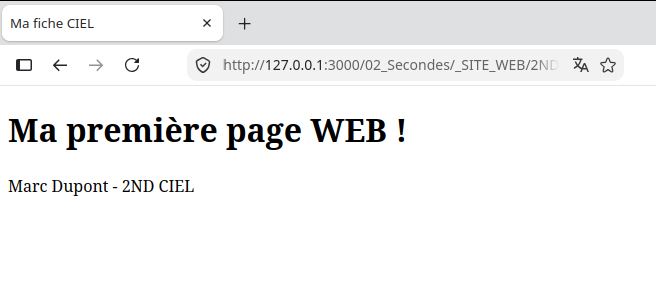 Ma fiche CIEL
http://127.0.0.1:3000/02_Secondes/_SITE_WEB/2ND
Ma première page WEB !
Marc Dupont - 2ND CIEL